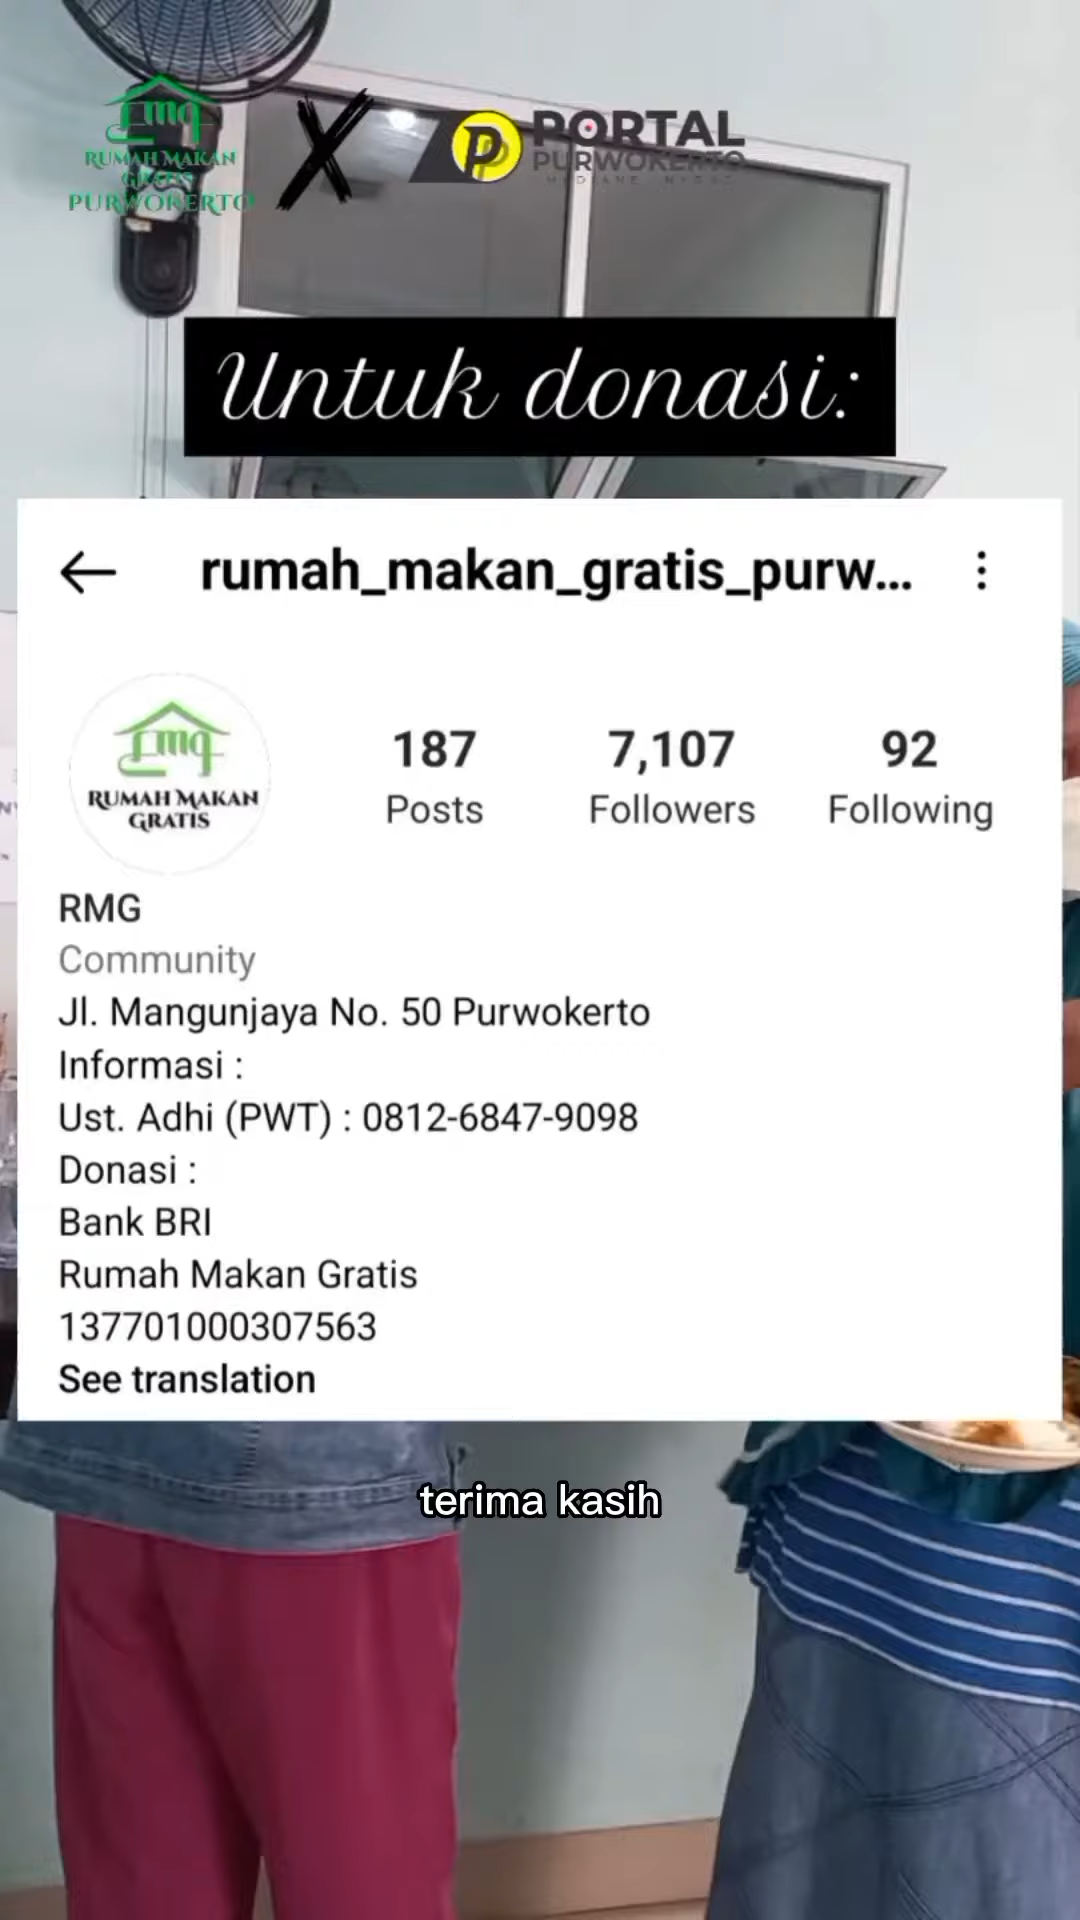 RUMAH MAKAN
GRATIS
PURWOKERTO
X
PORTAL
PURWOKERTO
Untuk donasi:
rumah_makan_gratis_purw...
RUMAH MAKAN
GRATIS
187
Posts
7,107
Followers
92
Following
RMG
Community
Jl. Mangunjaya No. 50 Purwokerto
Informasi :
Ust. Adhi (PWT) : 0812-6847-9098
Donasi :
Bank BRI
Rumah Makan Gratis
137701000307563
See translation
terima kasih